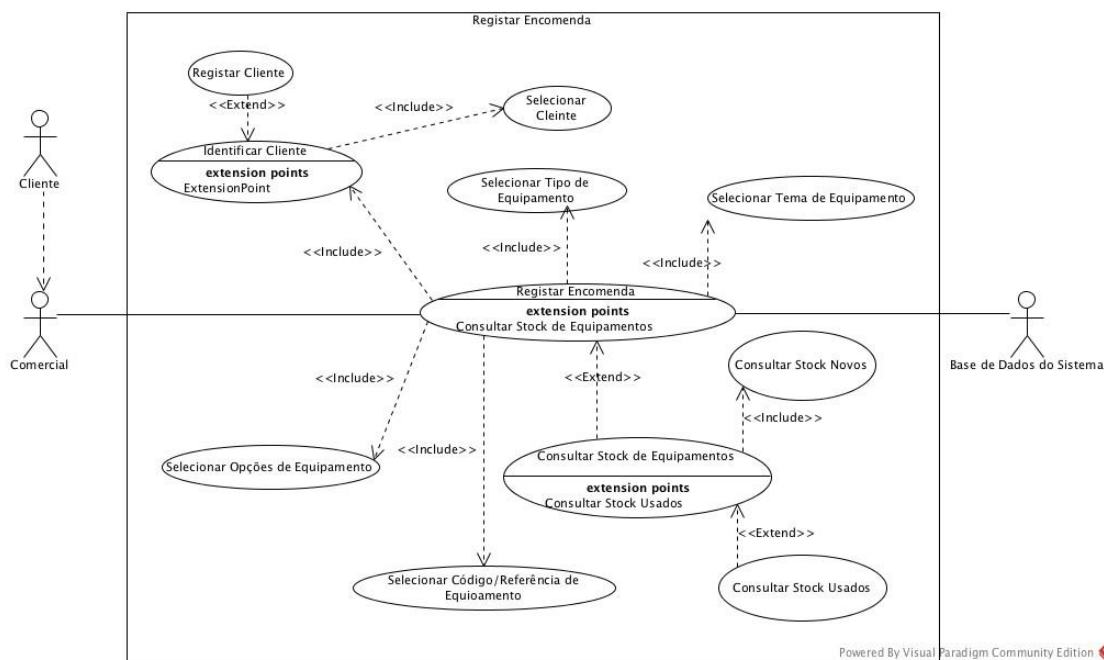 Registar Encomenda
Registar Cliente
<<Extend>>
<<Include>>
Selecionar
Cleinte
Identificar Cliente
extension points
ExtensionPoint
Cliente
Selecionar Tipo de
Equipamento
Selecionar Tema de Equipamento
<<Include>>
<<Include>>
<<Include>>
Registar Encomenda
extension points
Consultar Stock de Equipamentos
Comercial
Base de Dados do Sistema
<<Include>>
<<Extend>>
Consultar Stock Novos
<<Include>>
<<Include>>
Selecionar Opções de Equipamento
Consultar Stock de Equipamentos
extension points
Consultar Stock Usados
<<Extend>>
Selecionar Código/Referência de
Equioamento
Consultar Stock Usados
Powered By Visual Paradigm Community Edition